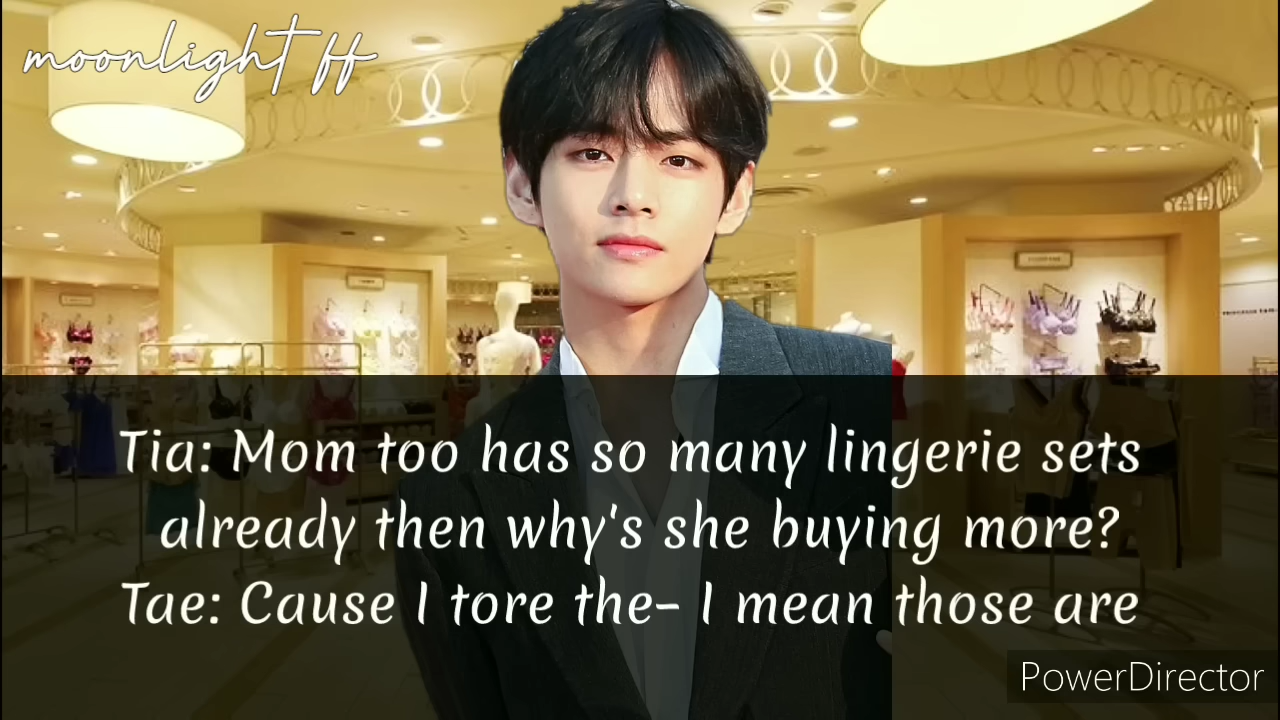 moonlight ff
Tia: Mom too has so many lingerie sets
already then why's she buying more?
Tae: Cause I tore the– I mean those are
PowerDirector